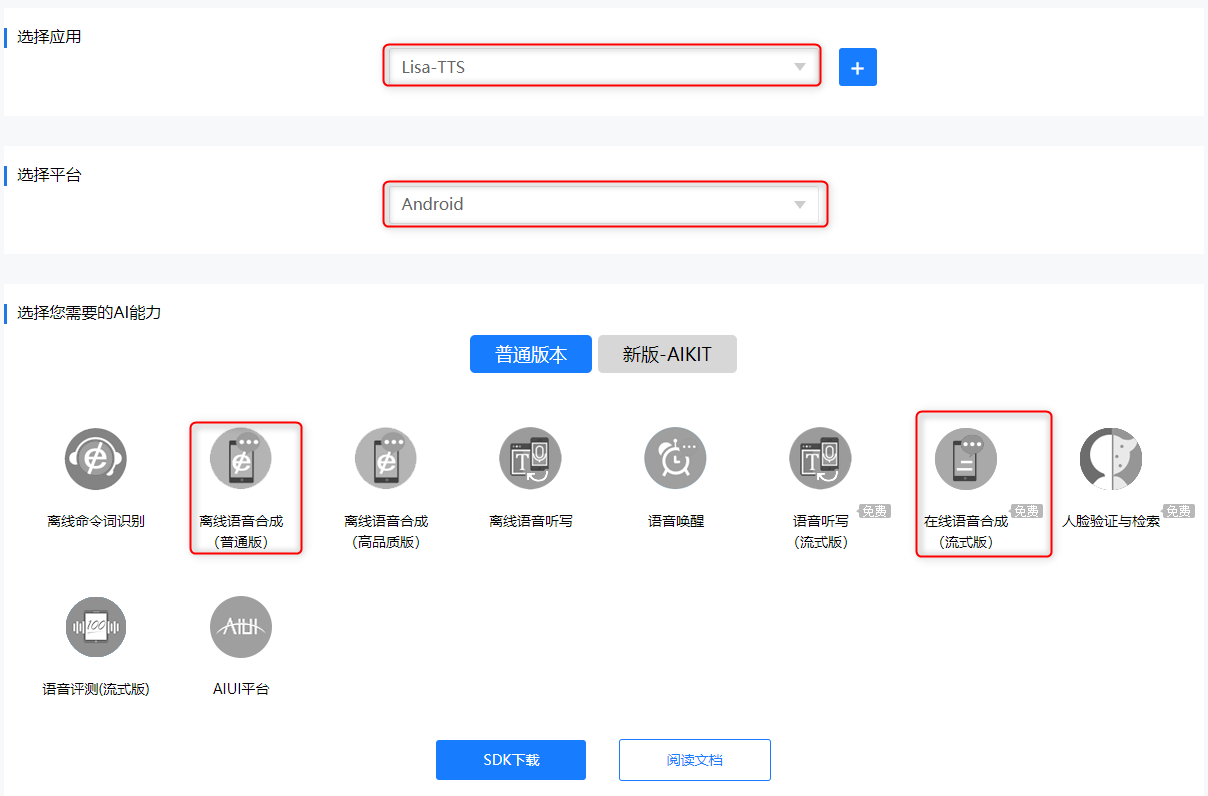 选择应用
Lisa-TTS
+
选择平台
Android
选择您需要的AI能力
普通版本
新版-AIKIT
离线命令词识别
离线语音合成
（普通版）
离线语音合成
（高品质版）
离线语音听写
语音唤醒
语音听写
免费
（流式版）
在线语音合成
免费
（流式版）
人脸验证与检索
免费
100
语音评测(流式版)
AIUI
AIUI平台
SDK下载
阅读文档